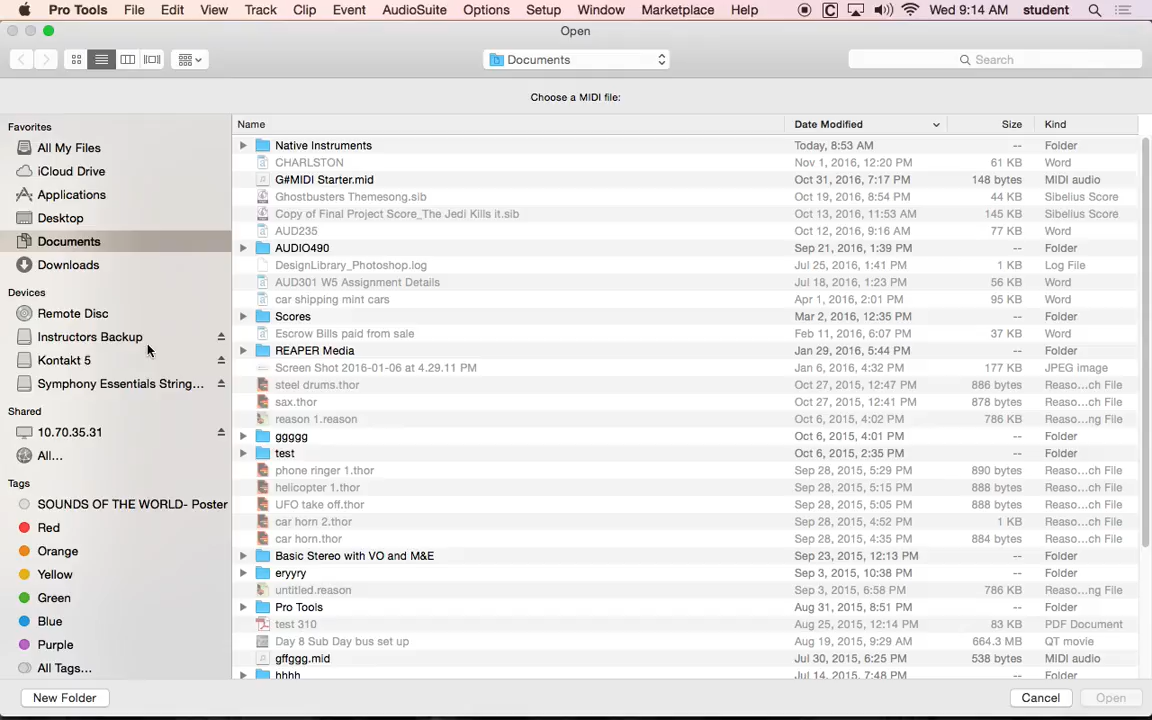 Pro Tools File Edit View Track Clip Event AudioSuite Options Setup Window Marketplace Help Wed 9:14 AM student
Open
Documents Search
Choose a MIDI file:
Favorites
All My Files
iCloud Drive
Applications
Desktop
Documents
Downloads
Devices
Remote Disc
Instructors Backup
Kontakt 5
Symphony Essentials String...
Shared
10.70.35.31
All...
Tags
SOUNDS OF THE WORLD- Poster
Red
Orange
Yellow
Green
Blue
Purple
All Tags...
Name Date Modified Size Kind
Native Instruments Today, 8:53 AM -- Folder
CHARLSTON Nov 1, 2016, 12:20 PM 61 KB Word
G#MIDI Starter.mid Oct 31, 2016, 7:17 PM 148 bytes MIDI audio
Ghostbusters Themesong.sib Oct 19, 2016, 8:54 PM 44 KB Sibelius Score
Copy of Final Project Score_The Jedi Kills it.sib Oct 13, 2016, 11:53 AM 145 KB Sibelius Score
AUD235 Oct 12, 2016, 9:16 AM 77 KB Word
AUDIO490 Sep 21, 2016, 1:39 PM -- Folder
DesignLibrary_Photoshop.log Jul 25, 2016, 1:41 PM 1 KB Log File
AUD301 W5 Assignment Details Jul 18, 2016, 1:23 PM 56 KB Word
car shipping mint cars Apr 1, 2016, 2:01 PM 95 KB Word
Scores Mar 2, 2016, 12:35 PM -- Folder
Escrow Bills paid from sale Feb 11, 2016, 6:07 PM 37 KB Word
REAPER Media Jan 29, 2016, 5:44 PM -- Folder
Screen Shot 2016-01-06 at 4.29.11 PM Jan 6, 2016, 4:32 PM 177 KB JPEG image
steel drums.thor Oct 27, 2015, 12:47 PM 886 bytes Reaso...ch File
sax.thor Oct 27, 2015, 12:41 PM 878 bytes Reaso...ch File
reason 1.reason Oct 6, 2015, 4:02 PM 786 KB Reaso...ng File
ggggg Oct 6, 2015, 4:01 PM -- Folder
test Oct 6, 2015, 2:35 PM -- Folder
phone ringer 1.thor Sep 28, 2015, 5:29 PM 890 bytes Reaso...ch File
helicopter 1.thor Sep 28, 2015, 5:15 PM 888 bytes Reaso...ch File
UFO take off.thor Sep 28, 2015, 5:05 PM 888 bytes Reaso...ch File
car horn 2.thor Sep 28, 2015, 4:52 PM 1 KB Reaso...ch File
car horn.thor Sep 28, 2015, 4:35 PM 884 bytes Reaso...ch File
Basic Stereo with VO and M&E Sep 23, 2015, 12:13 PM -- Folder
eryyry Sep 3, 2015, 10:38 PM -- Folder
untitled.reason Sep 3, 2015, 6:58 PM 786 KB Reaso...ng File
Pro Tools Aug 31, 2015, 8:51 PM -- Folder
test 310 Aug 25, 2015, 12:14 PM 83 KB PDF Document
Day 8 Sub Day bus set up Aug 19, 2015, 9:29 AM 664.3 MB QT movie
gffggg.mid Jul 30, 2015, 6:25 PM 538 bytes MIDI audio
hhhh Jul 14, 2015, 7:48 PM -- Folder
New Folder Cancel Open